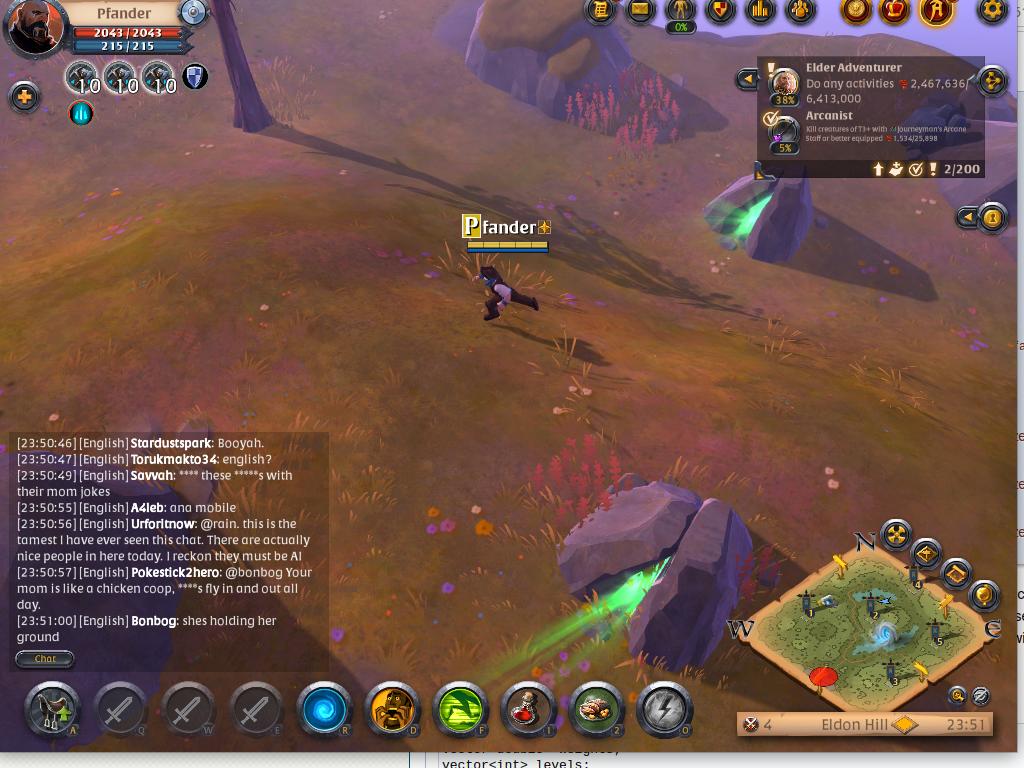 Pfander
2043 / 2043
215 / 215
10 10 10
0%
Elder Adventurer
Do any activities 2,467,636/
6,413,000
38%
Arcanist
Kill creatures of T3+ with Journeyman's Arcane
Staff or better equipped 1,534/25,898
5%
2/200
Pfander
[23:50:46] [English] Stardustspark: Booyah.
[23:50:47] [English] Torukmakto34: english?
[23:50:49] [English] Savvah: **** these *****s with
their mom jokes
[23:50:55] [English] A4leb: ana mobile
[23:50:56] [English] Urforitnow: @rain. this is the
tamest I have ever seen this chat. There are actually
nice people in here today. I reckon they must be AI
[23:50:57] [English] Pokestick2hero: @bonbog Your
mom is like a chicken coop, ****s fly in and out all
day.
[23:51:00] [English] Bonbog: shes holding her
ground
Chat
N
W
E
1
2
3
4
5
A
Q
W
E
R
D
F
1
2
O
4
Eldon Hill
23:51
vector<int> levels;